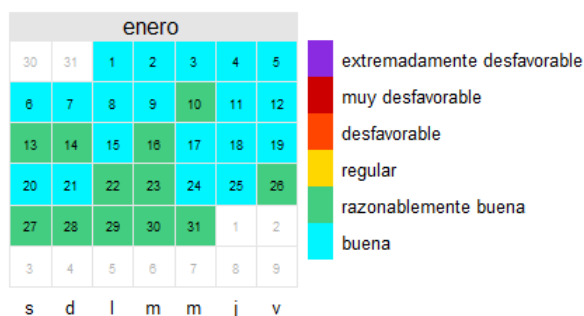 enero
30 31 1 2 3 4 5
6 7 8 9 10 11 12
13 14 15 16 17 18 19
20 21 22 23 24 25 26
27 28 29 30 31 1 2
3 4 5 6 7 8 9
s d l m m j v
extremadamente desfavorable
muy desfavorable
desfavorable
regular
razonablemente buena
buena